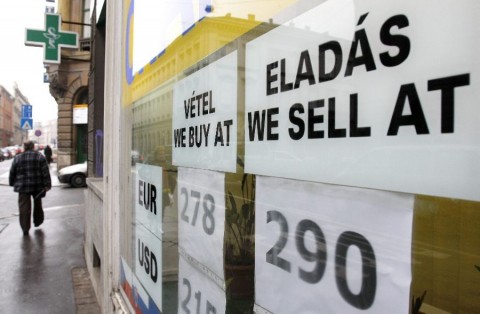 VÉTEL
WE BUY AT
ELADÁS
WE SELL AT
EUR
278
290
USD